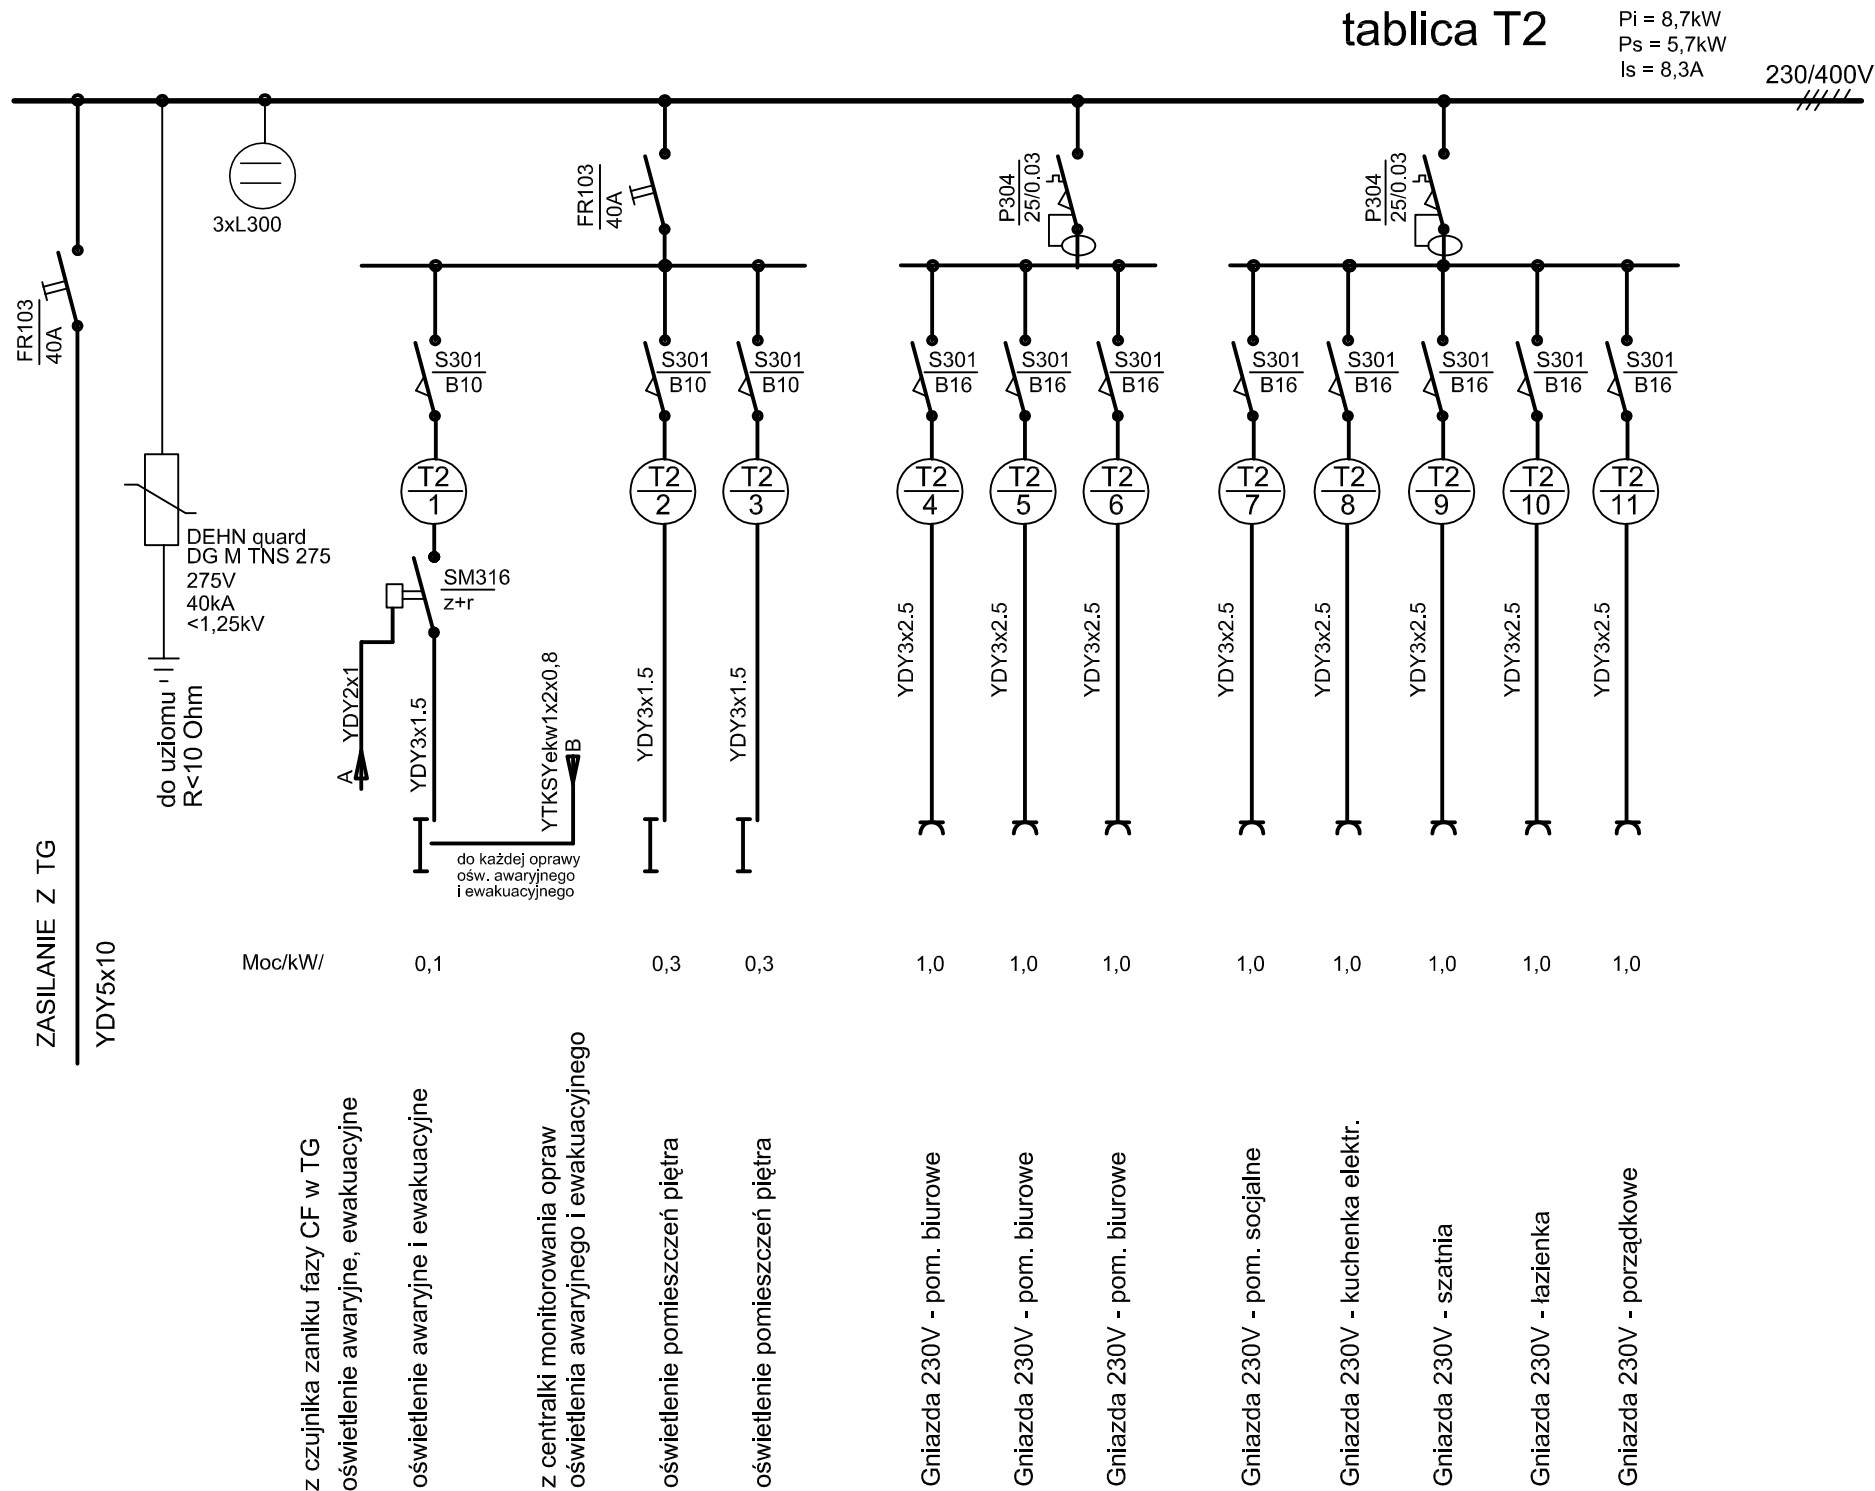 tablica T2
Pi = 8,7kW
Ps = 5,7kW
Is = 8,3A
230/400V
3xL300
FR103
40A
FR103
40A
P304
25/0.03
P304
25/0.03
S301
B10
S301
B10
S301
B10
S301
B16
S301
B16
S301
B16
S301
B16
S301
B16
S301
B16
S301
B16
S301
B16
T2
1
T2
2
T2
3
T2
4
T2
5
T2
6
T2
7
T2
8
T2
9
T2
10
T2
11
DEHN quard
DG M TNS 275
275V
40kA
<1,25kV
do uziomu
R<10 Ohm
SM316
z+r
A
YDY2x1
YDY3x1.5
YTKSYekw1x2x0,8
B
YDY3x1.5
YDY3x1.5
YDY3x2.5
YDY3x2.5
YDY3x2.5
YDY3x2.5
YDY3x2.5
YDY3x2.5
YDY3x2.5
YDY3x2.5
do każdej oprawy
ośw. awaryjnego
i ewakuacyjnego
ZASILANIE Z TG
YDY5x10
Moc/kW/
0,1
0,3
0,3
1,0
1,0
1,0
1,0
1,0
1,0
1,0
1,0
z czujnika zaniku fazy CF w TG
oświetlenie awaryjne, ewakuacyjne
oświetlenie awaryjne i ewakuacyjne
z centralki monitorowania opraw
oświetlenia awaryjnego i ewakuacyjnego
oświetlenie pomieszczeń piętra
oświetlenie pomieszczeń piętra
Gniazda 230V - pom. biurowe
Gniazda 230V - pom. biurowe
Gniazda 230V - pom. biurowe
Gniazda 230V - pom. socjalne
Gniazda 230V - kuchenka elektr.
Gniazda 230V - szatnia
Gniazda 230V - łazienka
Gniazda 230V - porządkowe